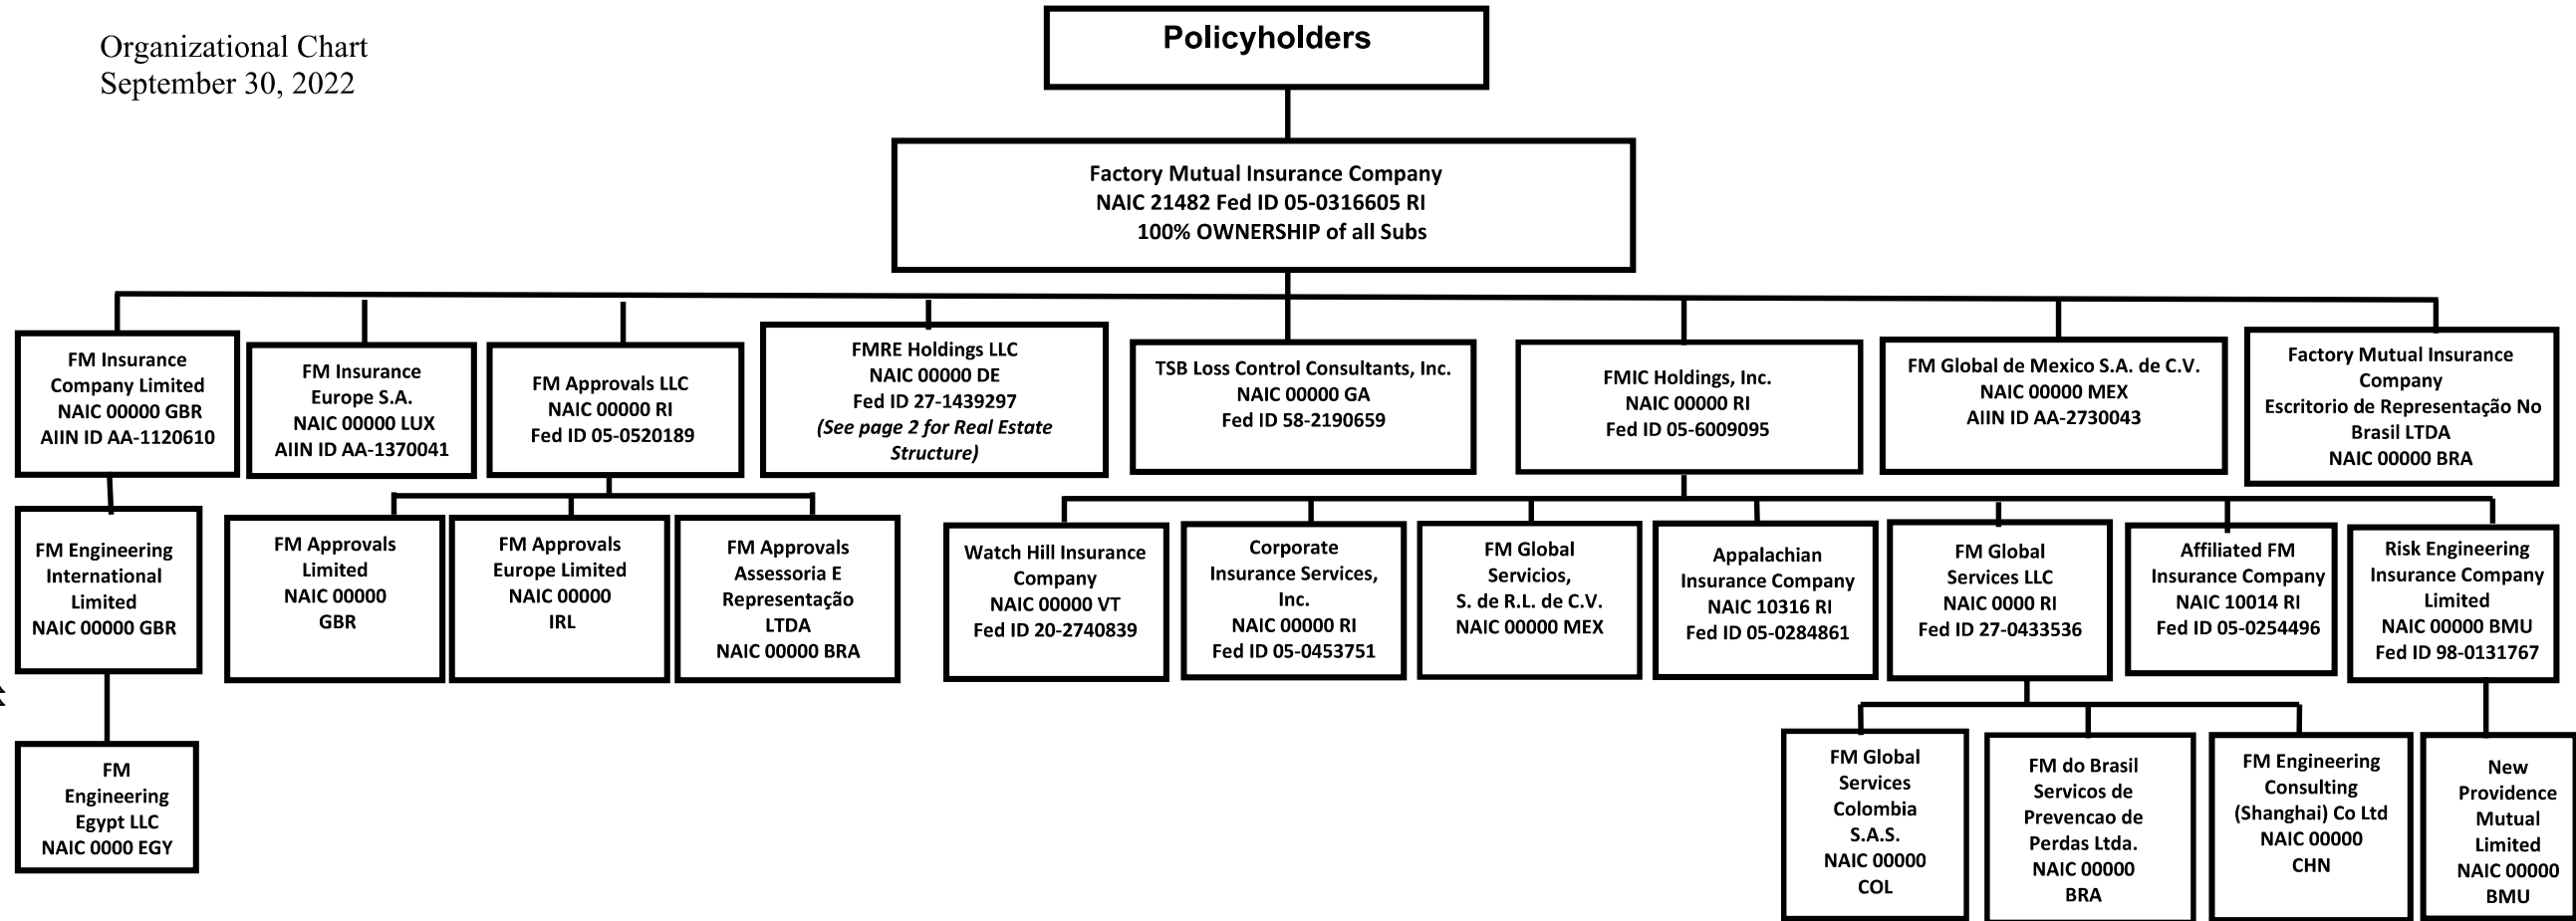 Organizational Chart
September 30, 2022
Policyholders
Factory Mutual Insurance Company
NAIC 21482 Fed ID 05-0316605 RI
100% OWNERSHIP of all Subs
FM Insurance
Company Limited
NAIC 00000 GBR
AIIN ID AA-1120610
FM Insurance
Europe S.A.
NAIC 00000 LUX
AIIN ID AA-1370041
FM Approvals LLC
NAIC 00000 RI
Fed ID 05-0520189
FMRE Holdings LLC
NAIC 00000 DE
Fed ID 27-1439297
(See page 2 for Real Estate
Structure)
TSB Loss Control Consultants, Inc.
NAIC 00000 GA
Fed ID 58-2190659
FMIC Holdings, Inc.
NAIC 00000 RI
Fed ID 05-6009095
FM Global de Mexico S.A. de C.V.
NAIC 00000 MEX
AIIN ID AA-2730043
Factory Mutual Insurance
Company
Escritorio de Representação No
Brasil LTDA
NAIC 00000 BRA
FM Engineering
International
Limited
NAIC 00000 GBR
FM Approvals
Limited
NAIC 00000
GBR
FM Approvals
Europe Limited
NAIC 00000
IRL
FM Approvals
Assessoria E
Representação
LTDA
NAIC 00000 BRA
Watch Hill Insurance
Company
NAIC 00000 VT
Fed ID 20-2740839
Corporate
Insurance Services,
Inc.
NAIC 00000 RI
Fed ID 05-0453751
FM Global
Servicios,
S. de R.L. de C.V.
NAIC 00000 MEX
Appalachian
Insurance Company
NAIC 10316 RI
Fed ID 05-0284861
FM Global
Services LLC
NAIC 0000 RI
Fed ID 27-0433536
Affiliated FM
Insurance Company
NAIC 10014 RI
Fed ID 05-0254496
Risk Engineering
Insurance Company
Limited
NAIC 00000 BMU
Fed ID 98-0131767
FM
Engineering
Egypt LLC
NAIC 0000 EGY
FM Global
Services
Colombia
S.A.S.
NAIC 00000
COL
FM do Brasil
Servicos de
Prevencao de
Perdas Ltda.
NAIC 00000
BRA
FM Engineering
Consulting
(Shanghai) Co Ltd
NAIC 00000
CHN
New
Providence
Mutual
Limited
NAIC 00000
BMU